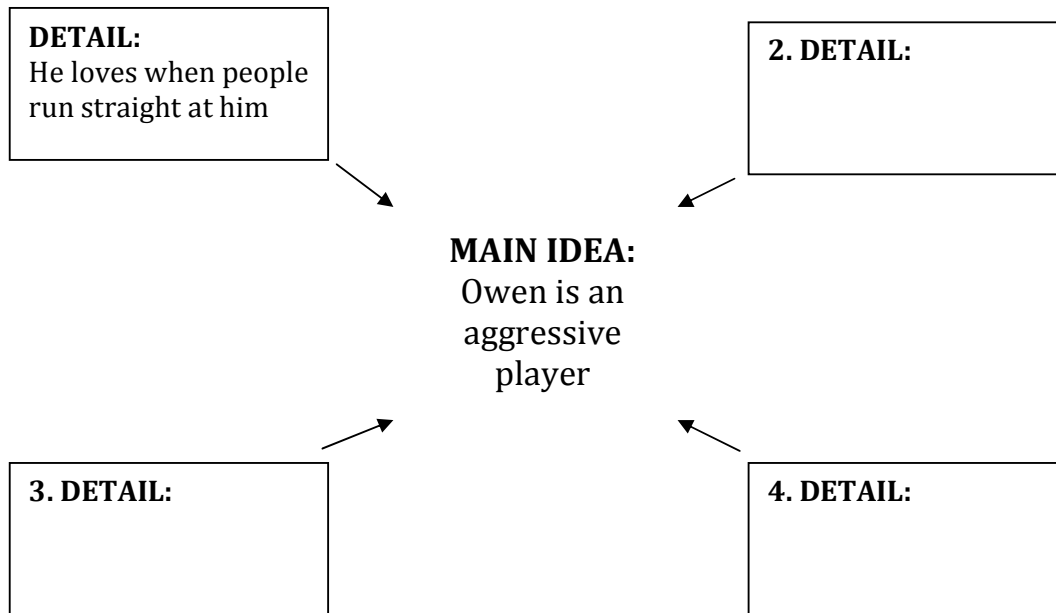 DETAIL:
He loves when people
run straight at him
2. DETAIL:
MAIN IDEA:
Owen is an
aggressive
player
3. DETAIL:
4. DETAIL: